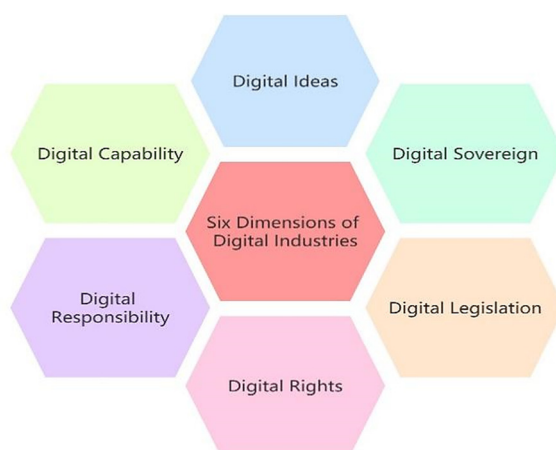 Digital Ideas
Digital Capability
Digital Sovereign
Six Dimensions of
Digital Industries
Digital
Responsibility
Digital Legislation
Digital Rights